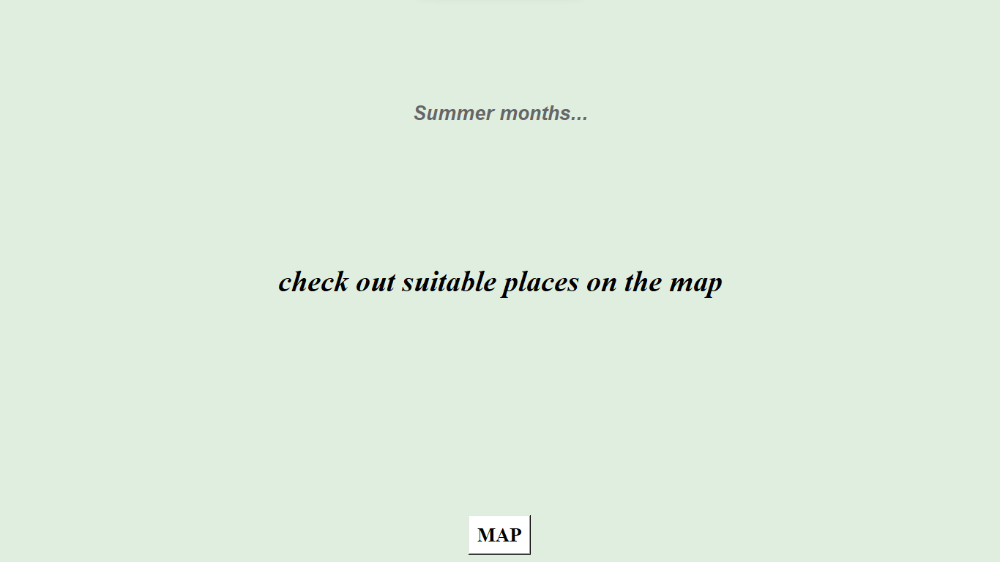 Summer months...
check out suitable places on the map
MAP